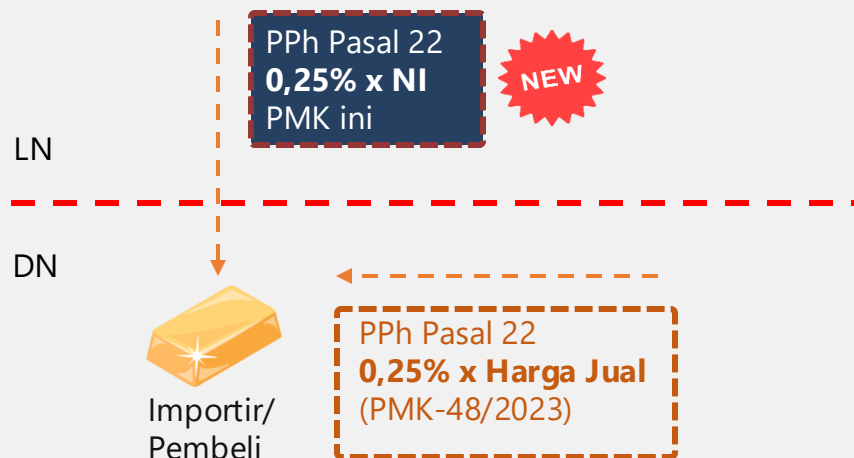 PPh Pasal 22
0,25% x NI
PMK ini
NEW
LN
DN
PPh Pasal 22
0,25% x Harga Jual
(PMK-48/2023)
Importir/
Pembeli